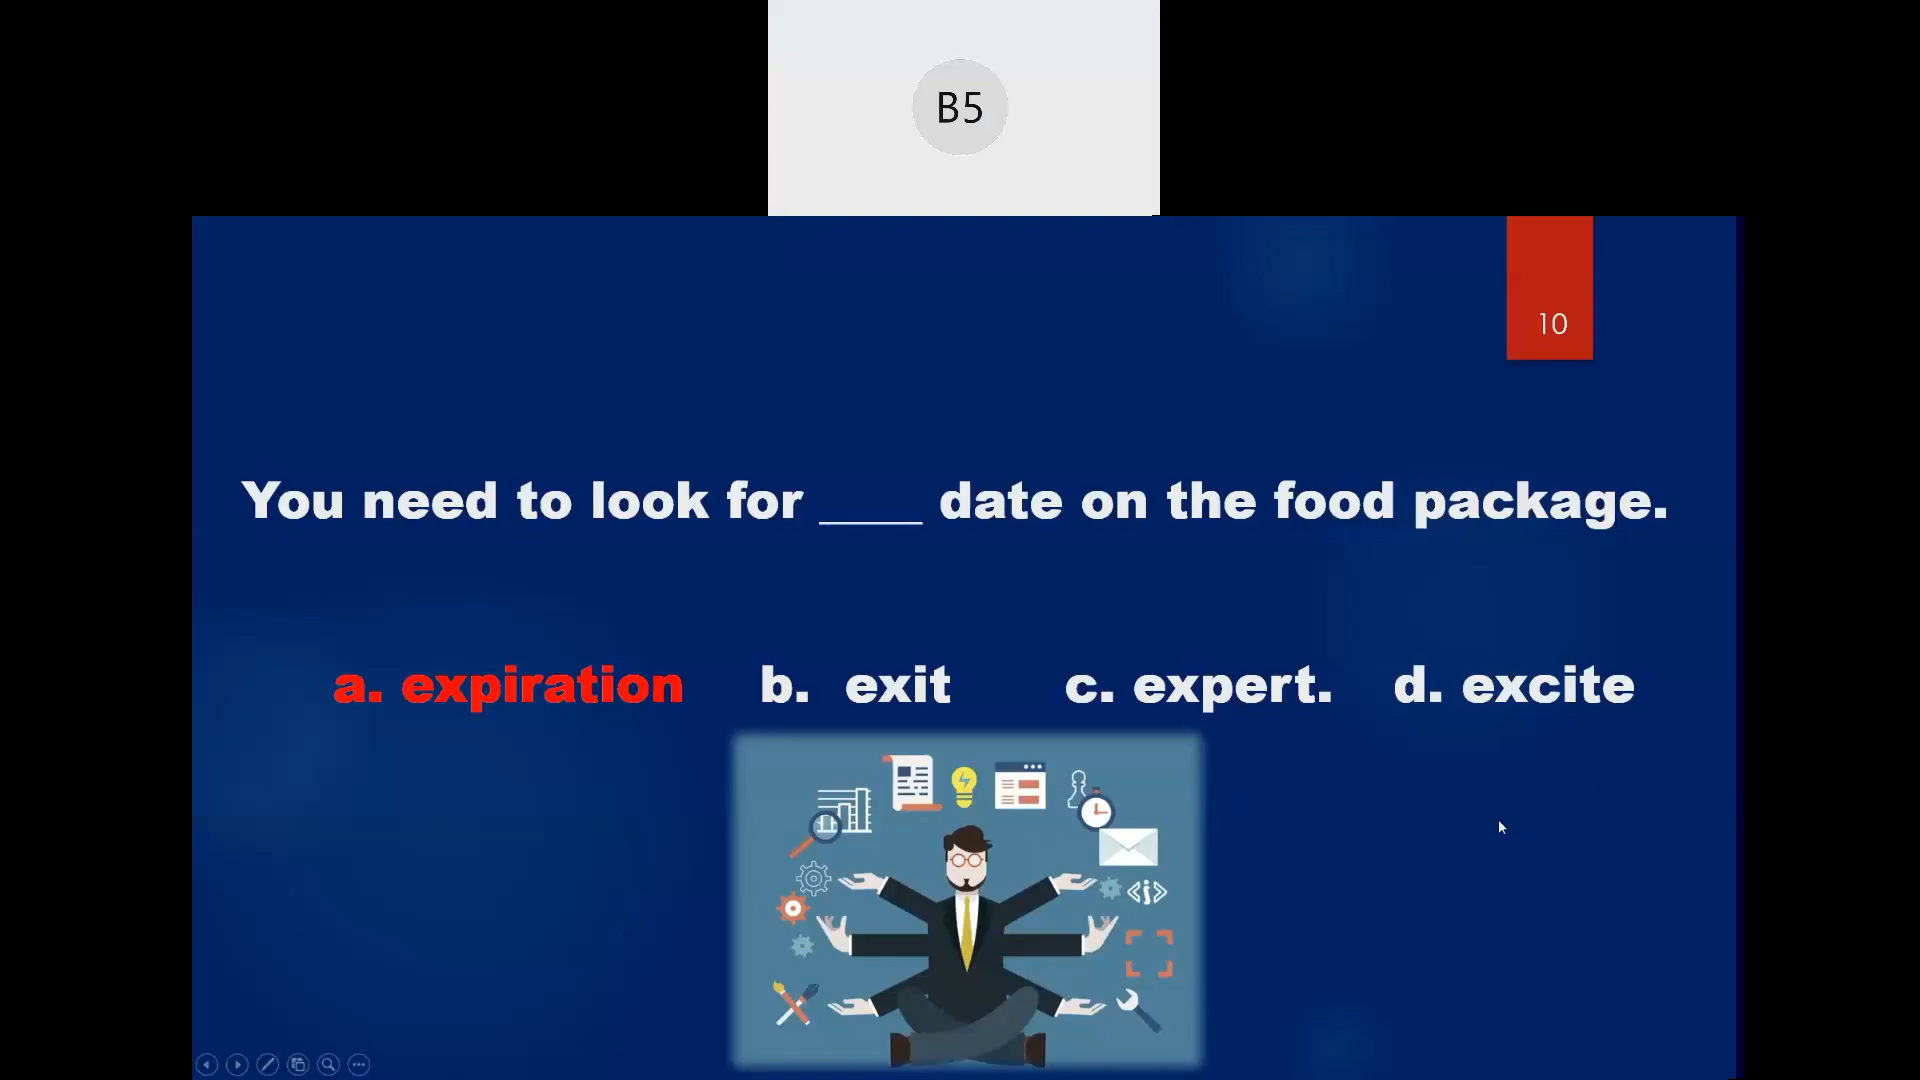 B5
10
You need to look for ____ date on the food package.
a. expiration b. exit c. expert. d. excite